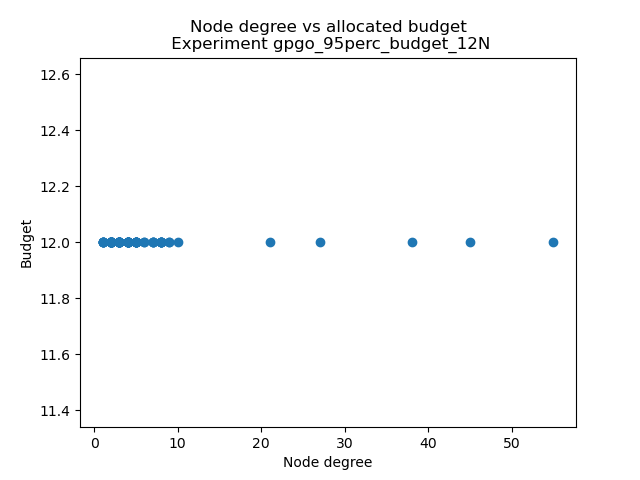 Node degree vs allocated budget
Experiment gpgo_95perc_budget_12N
12.6
12.4
12.2
12.0
11.8
11.6
11.4
Budget
0 10 20 30 40 50
Node degree